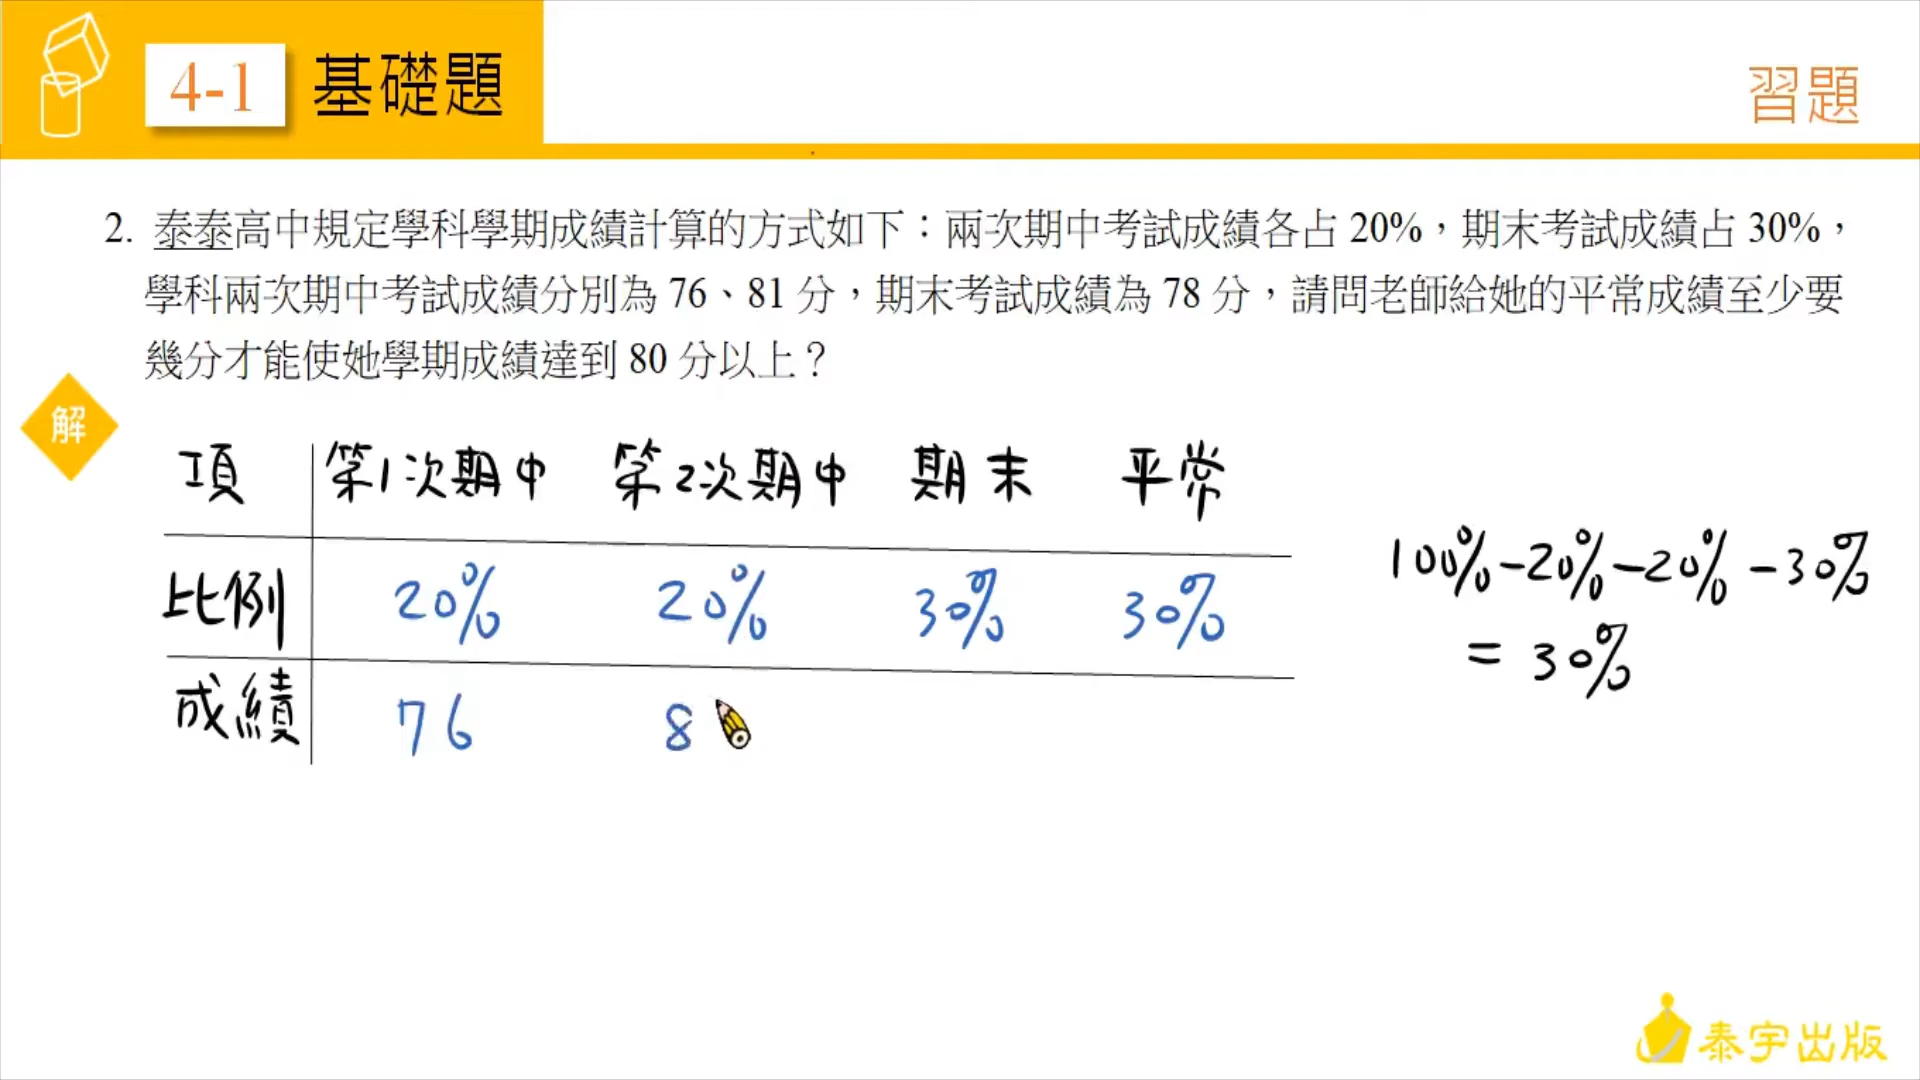 4-1 基礎題
習題
2. 泰泰高中規定學科學期成績計算的方式如下：兩次期中考試成績各占 20%，期末考試成績占 30%，
學科兩次期中考試成績分別為 76、81 分，期末考試成績為 78 分，請問老師給她的平常成績至少要
幾分才能使她學期成績達到 80 分以上？
解
項 第1次期中 第2次期中 期末 平常
比例 20% 20% 30% 30%
成績 76 8
100%-20%-20%-30%
= 30%
泰宇出版